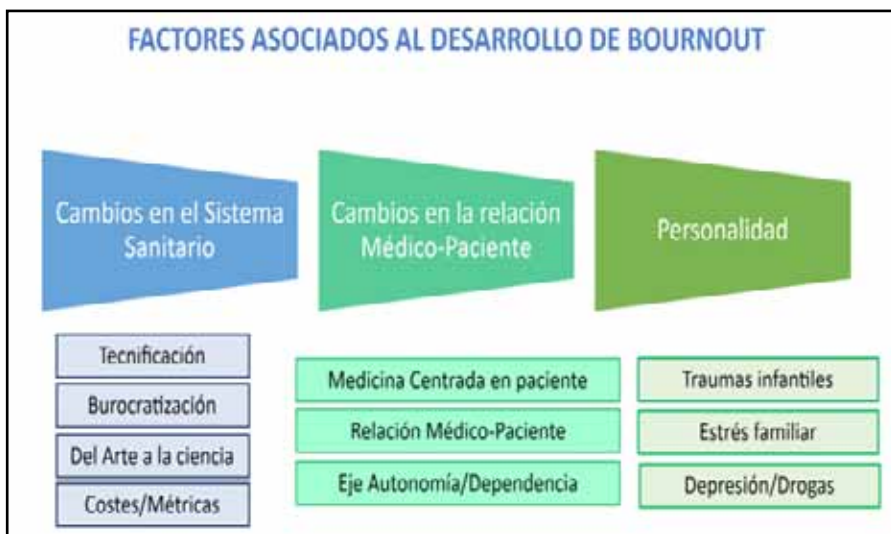 FACTORES ASOCIADOS AL DESARROLLO DE BOURNOUT
Cambios en el Sistema
Sanitario
Cambios en la relación
Médico-Paciente
Personalidad
Tecnificación
Burocratización
Del Arte a la ciencia
Costes/Métricas
Medicina Centrada en paciente
Relación Médico-Paciente
Eje Autonomía/Dependencia
Traumas infantiles
Estrés familiar
Depresión/Drogas